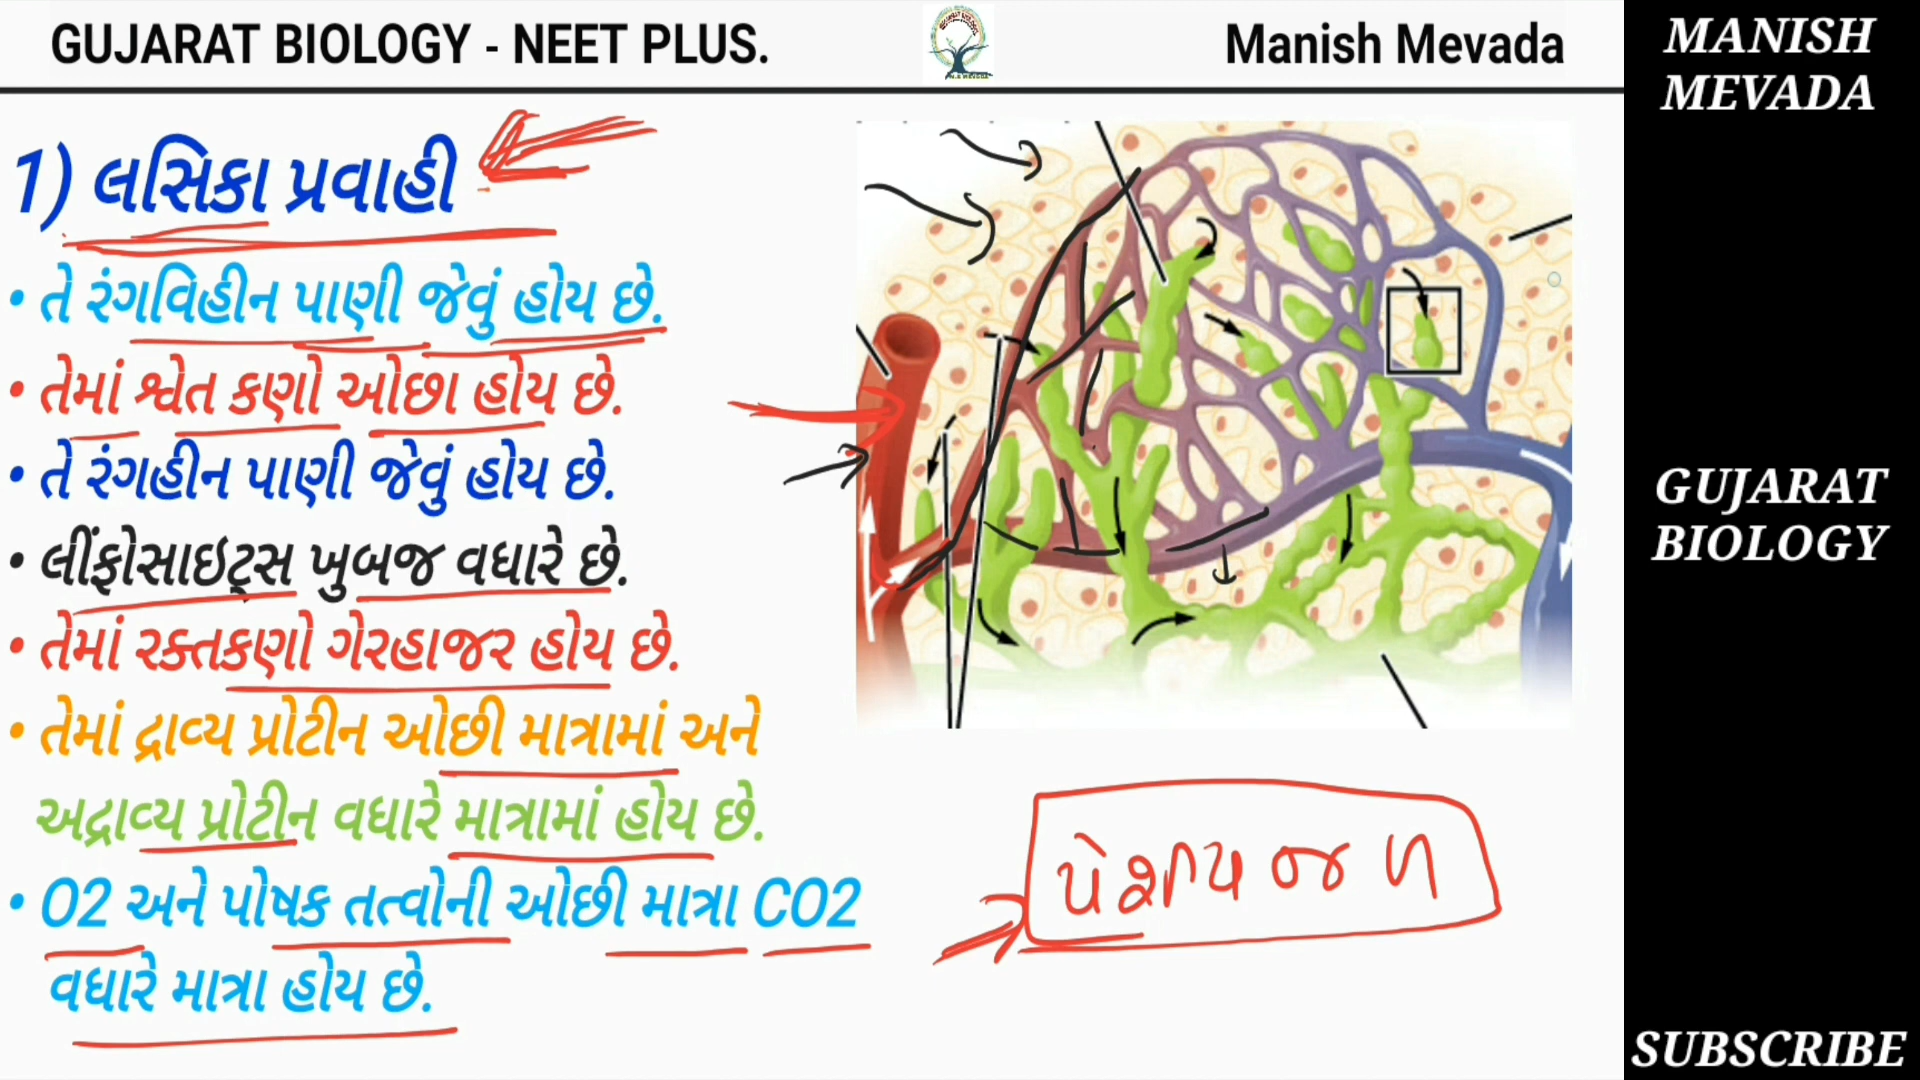 GUJARAT BIOLOGY - NEET PLUS.
Manish Mevada
1) લસિકા પ્રવાહી
• તે રંગવિહીન પાણી જેવું હોય છે.
• તેમાં શ્વેત કણો ઓછા હોય છે.
• તે રંગહીન પાણી જેવું હોય છે.
• લીંફોસાઇટ્સ ખુબજ વધારે છે.
• તેમાં રક્તકણો ગેરહાજર હોય છે.
• તેમાં દ્રાવ્ય પ્રોટીન ઓછી માત્રામાં અને
અદ્રાવ્ય પ્રોટીન વધારે માત્રામાં હોય છે.
• O2 અને પોષક તત્વોની ઓછી માત્રા CO2
વધારે માત્રા હોય છે.
MANISH
MEVADA
GUJARAT
BIOLOGY
SUBSCRIBE